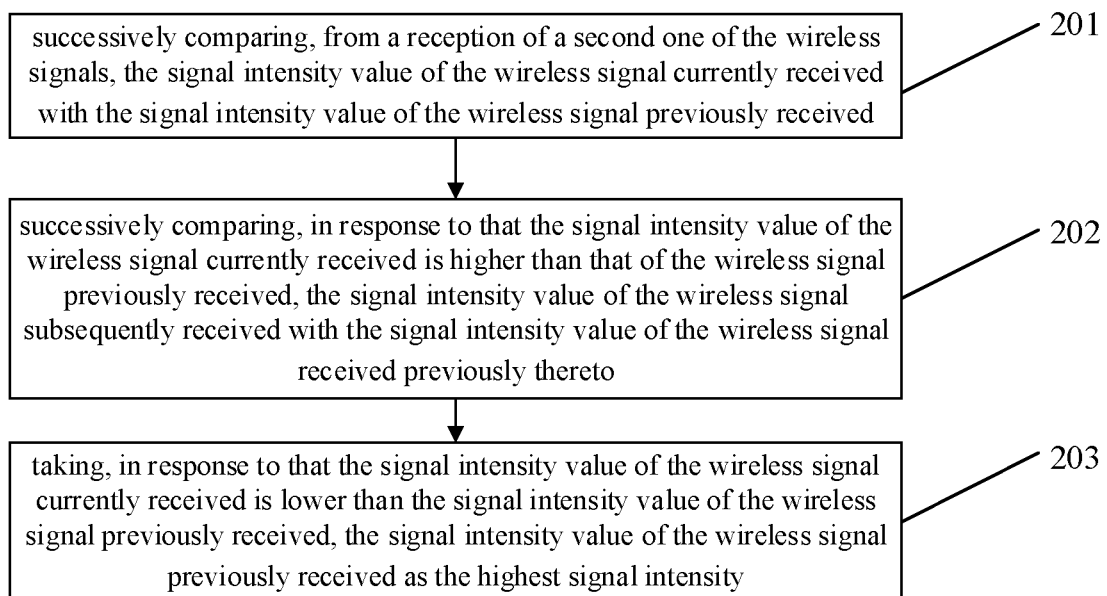 successively comparing, from a reception of a second one of the wireless
signals, the signal intensity value of the wireless signal currently received
with the signal intensity value of the wireless signal previously received
201
successively comparing, in response to that the signal intensity value of the
wireless signal currently received is higher than that of the wireless signal
previously received, the signal intensity value of the wireless signal
subsequently received with the signal intensity value of the wireless signal
received previously thereto
202
taking, in response to that the signal intensity value of the wireless signal
currently received is lower than the signal intensity value of the wireless
signal previously received, the signal intensity value of the wireless signal
previously received as the highest signal intensity
203